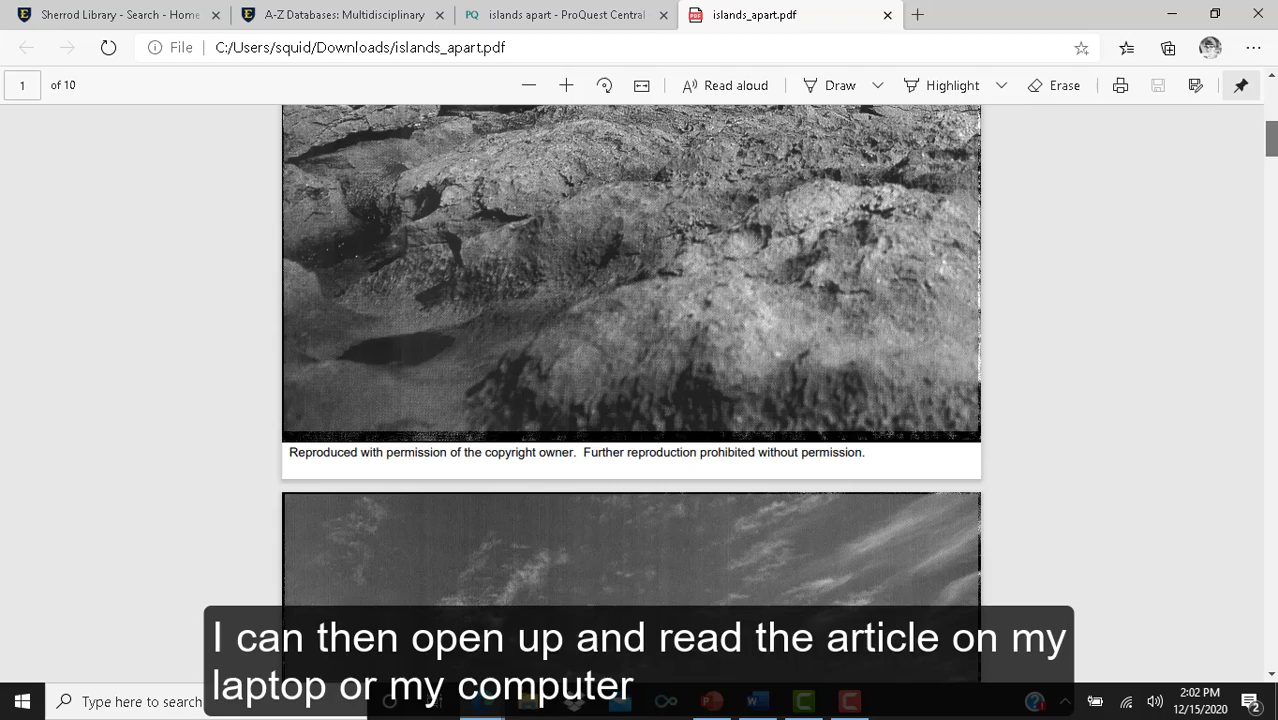 Sherrod Library - Search - Home
A-Z Databases: Multidisciplinary
PQ islands apart - ProQuest Central
PDF islands_apart.pdf
File C:/Users/squid/Downloads/islands_apart.pdf
1 of 10 Read aloud Draw Highlight Erase
Reproduced with permission of the copyright owner. Further reproduction prohibited without permission.
I can then open up and read the article on my
laptop or my computer
Type here to search
2:02 PM
12/15/2020
2